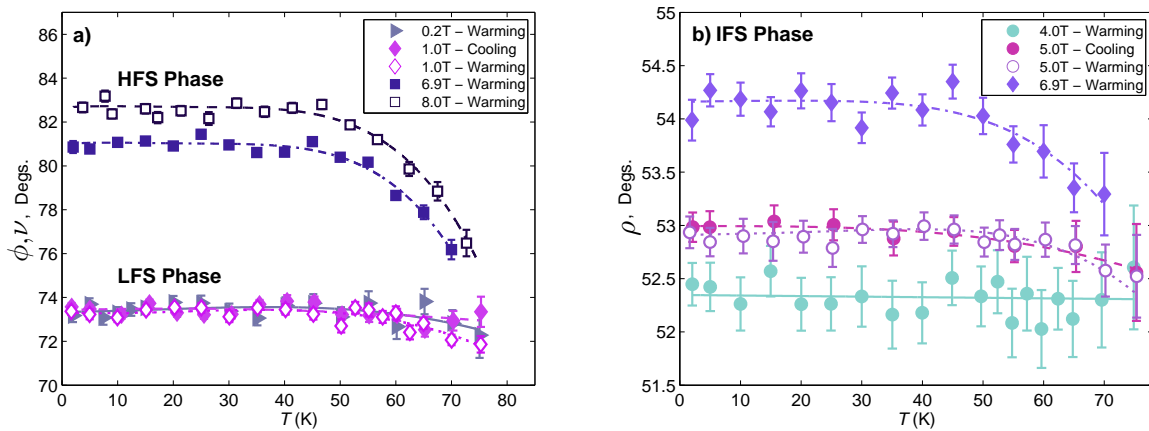 a)
0.2T – Warming
1.0T – Cooling
1.0T – Warming
6.9T – Warming
8.0T – Warming
HFS Phase
LFS Phase
86
84
82
80
78
76
74
72
70
ϕ, ν, Degs.
0 10 20 30 40 50 60 70 80
T (K)
b) IFS Phase
4.0T – Warming
5.0T – Cooling
5.0T – Warming
6.9T – Warming
55
54.5
54
53.5
53
52.5
52
51.5
ρ, Degs.
0 10 20 30 40 50 60 70
T (K)